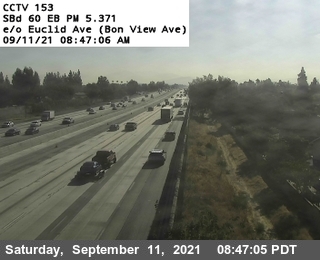 CCTV 153
SBd 60 EB PM 5.371
e/o Euclid Ave (Bon View Ave)
09/11/21 08:47:06 AM
Saturday, September 11, 2021 08:47:05 PDT